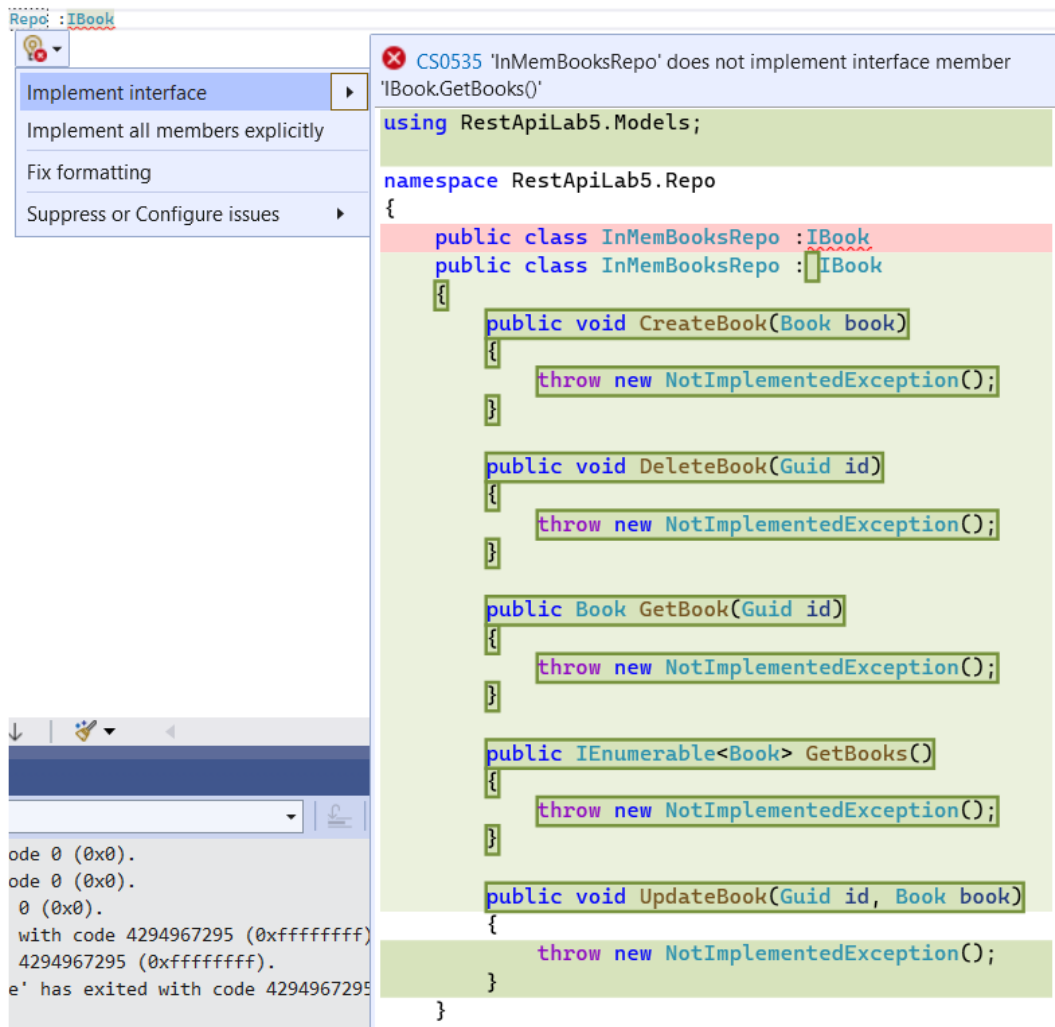 Repo :IBook
Implement interface
Implement all members explicitly
Fix formatting
Suppress or Configure issues
CS0535 'InMemBooksRepo' does not implement interface member
'IBook.GetBooks()'
using RestApiLab5.Models;
namespace RestApiLab5.Repo
{
public class InMemBooksRepo :IBook
public class InMemBooksRepo : IBook
{
public void CreateBook(Book book)
{
throw new NotImplementedException();
}
public void DeleteBook(Guid id)
{
throw new NotImplementedException();
}
public Book GetBook(Guid id)
{
throw new NotImplementedException();
}
public IEnumerable<Book> GetBooks()
{
throw new NotImplementedException();
}
public void UpdateBook(Guid id, Book book)
{
throw new NotImplementedException();
}
}
ode 0 (0x0).
ode 0 (0x0).
0 (0x0).
with code 4294967295 (0xffffffff)
4294967295 (0xffffffff).
e' has exited with code 4294967295